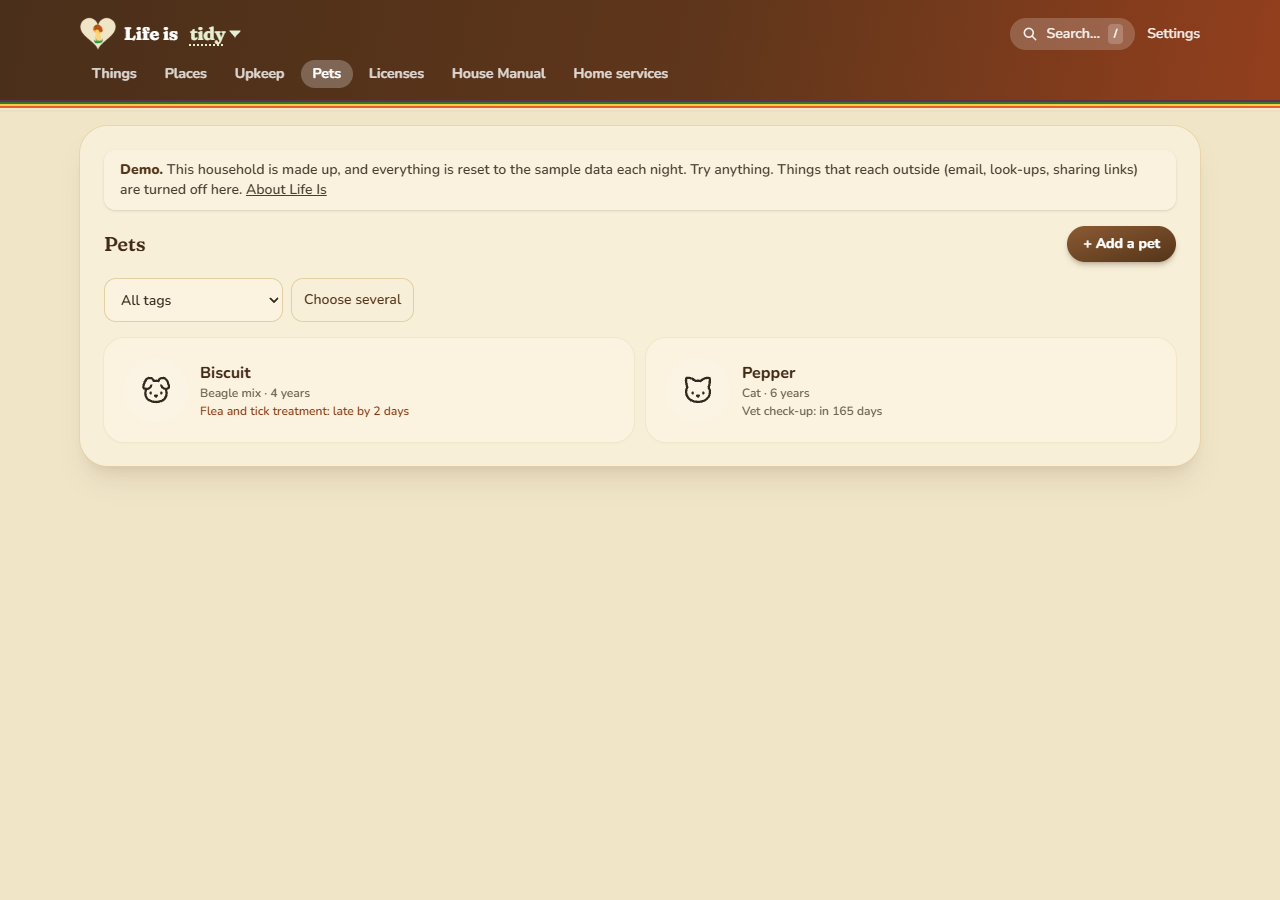 Life is tidy
Search... /
Settings
Things
Places
Upkeep
Pets
Licenses
House Manual
Home services
Demo. This household is made up, and everything is reset to the sample data each night. Try anything. Things that reach outside (email, look-ups, sharing links)
are turned off here. About Life Is
Pets
+ Add a pet
All tags
Choose several
Biscuit
Beagle mix · 4 years
Flea and tick treatment: late by 2 days
Pepper
Cat · 6 years
Vet check-up: in 165 days